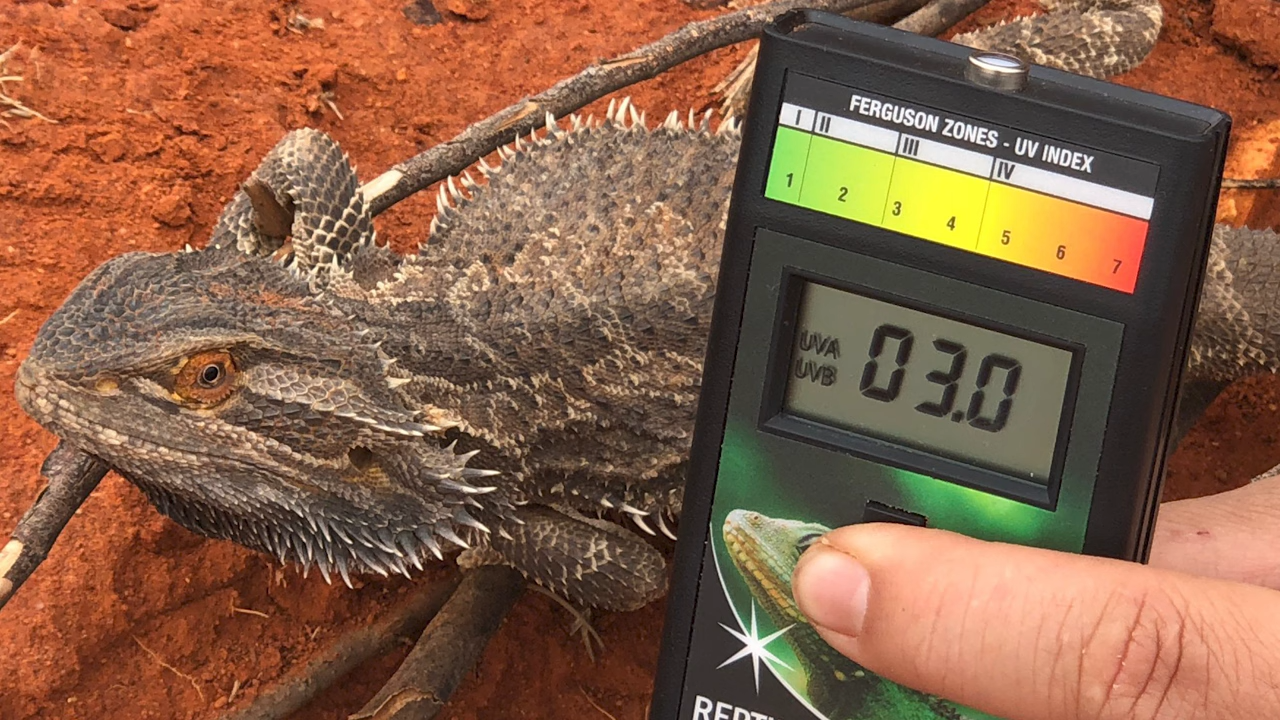 FERGUSON ZONES - UV INDEX
I II III IV
1 2 3 4 5 6 7
UVA
UVB
03.0